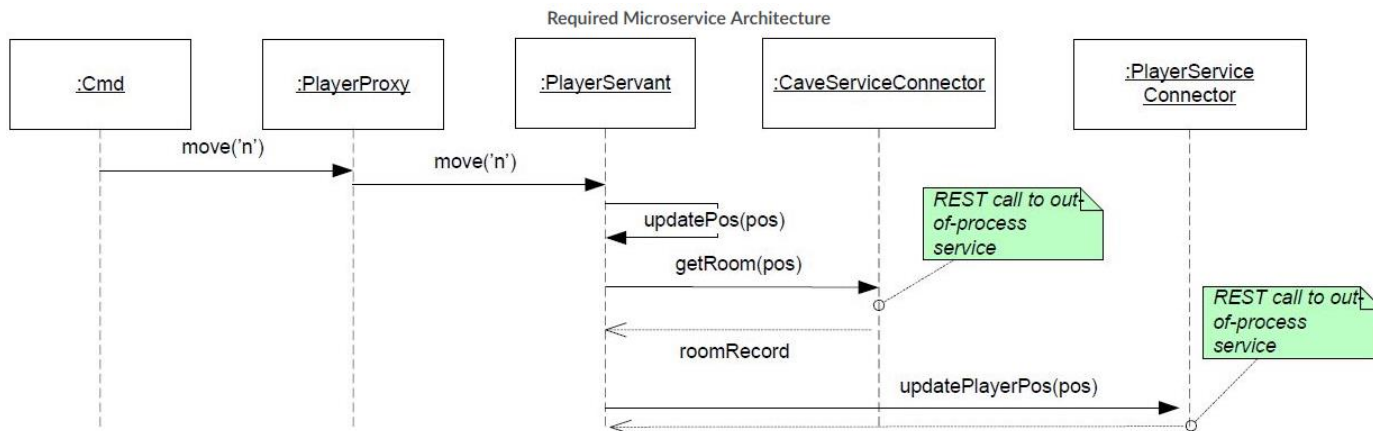 Required Microservice Architecture
:Cmd
:PlayerProxy
:PlayerServant
:CaveServiceConnector
:PlayerService
Connector
move('n')
move('n')
updatePos(pos)
REST call to out-
of-process
service
getRoom(pos)
REST call to out-
of-process
service
roomRecord
updatePlayerPos(pos)